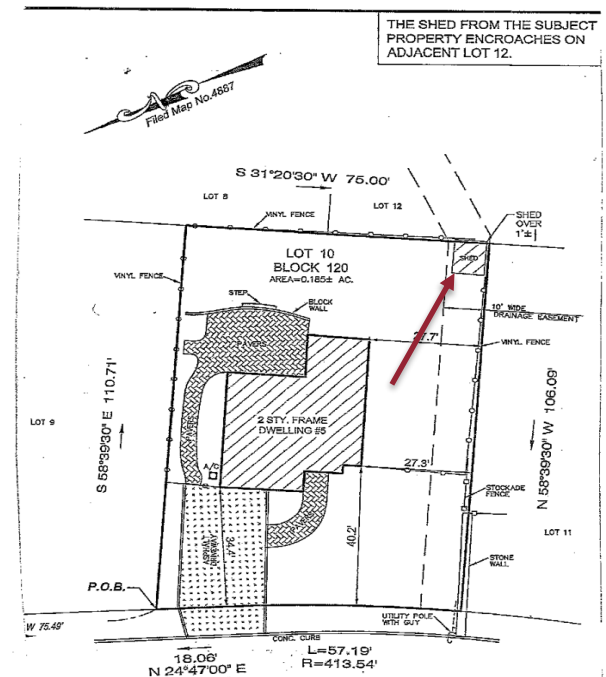 THE SHED FROM THE SUBJECT
PROPERTY ENCROACHES ON
ADJACENT LOT 12.
Filed Map No.4887
S 31°20'30" W 75.00'
LOT 8
LOT 12
VINYL FENCE
SHED
OVER
1'±
LOT 10
BLOCK 120
AREA=0.185± AC.
SHED
VINYL FENCE
STEP
BLOCK
WALL
10' WIDE
DRAINAGE EASEMENT
PAVERS
27.7'
VINYL FENCE
S 58°39'30" E 110.71'
N 58°39'30" W 106.09'
LOT 9
2 STY. FRAME
DWELLING #5
PAVERS
A/C
27.3'
STOCKADE
FENCE
LOT 11
PAVERS
ASPHALT
DRIVEWAY
34.4'
40.2'
STONE
WALL
P.O.B.
UTILITY POLE
WITH GUY
W 75.49'
CONC. CURB
18.06'
N 24°47'00" E
L=57.19'
R=413.54'